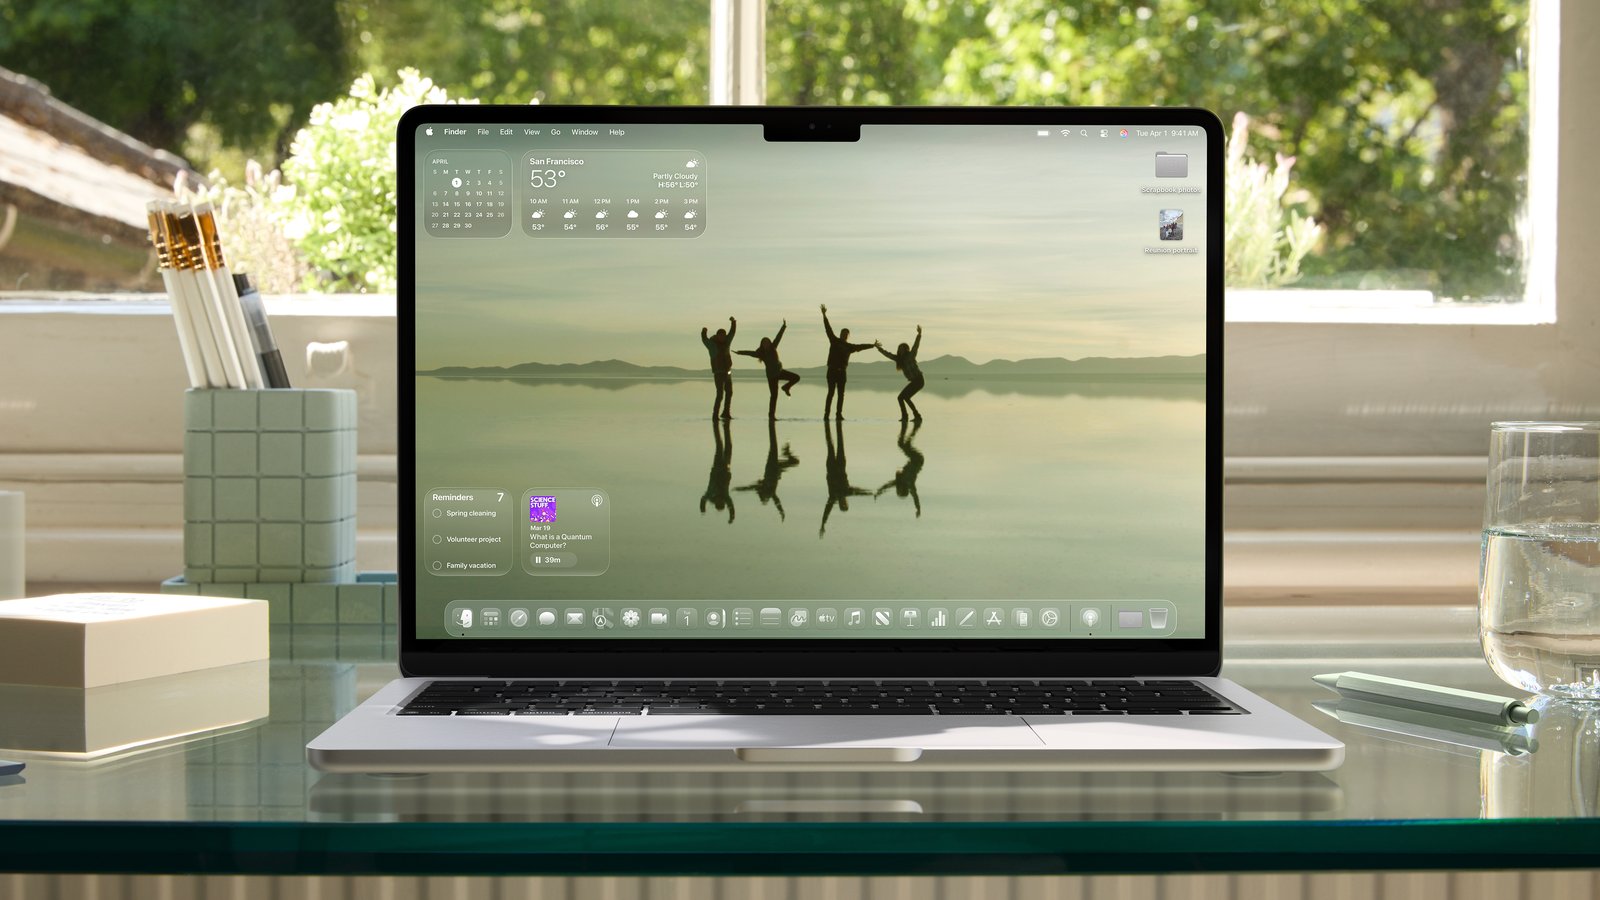 Finder File Edit View Go Window Help
Tue Apr 1 9:41 AM
APRIL
S M T W T F S
1 2 3 4 5
6 7 8 9 10 11 12
13 14 15 16 17 18 19
20 21 22 23 24 25 26
27 28 29 30
San Francisco
53°
Partly Cloudy
H:56° L:50°
10 AM 11 AM 12 PM 1 PM 2 PM 3 PM
53° 54° 56° 55° 55° 54°
Scrapbook photos
Reunion portrait
Reminders 7
Spring cleaning
Volunteer project
Family vacation
SCIENCE
STUFF
Mar 19
What is a Quantum
Computer?
39m
1
tv